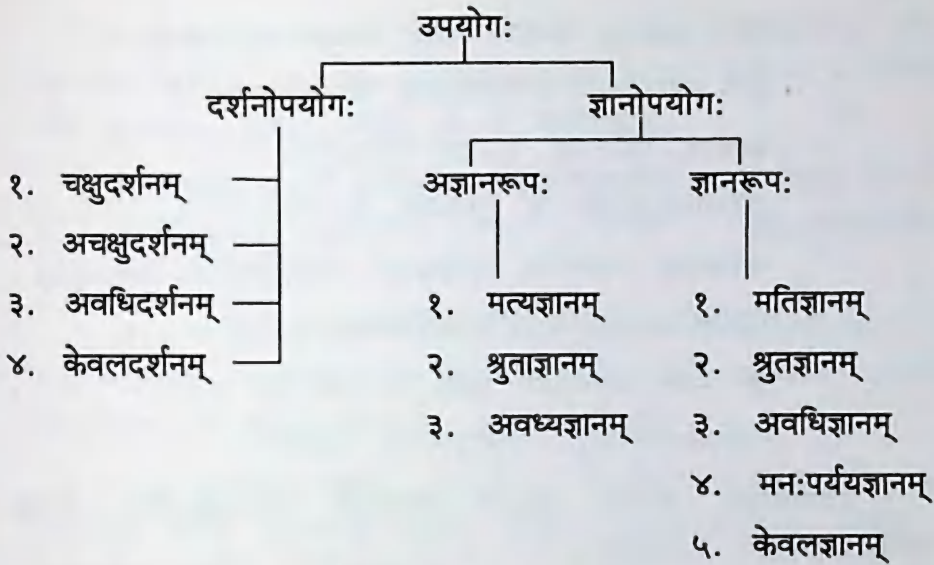 उपयोग:
दर्शनोपयोग:
ज्ञानोपयोग:
१. चक्षुदर्शनम्
२. अचक्षुदर्शनम्
३. अवधिदर्शनम्
४. केवलदर्शनम्
अज्ञानरूप:
१. मत्यज्ञानम्
२. श्रुताज्ञानम्
३. अवध्यज्ञानम्
ज्ञानरूप:
१. मतिज्ञानम्
२. श्रुतज्ञानम्
३. अवधिज्ञानम्
४. मन:पर्ययज्ञानम्
५. केवलज्ञानम्